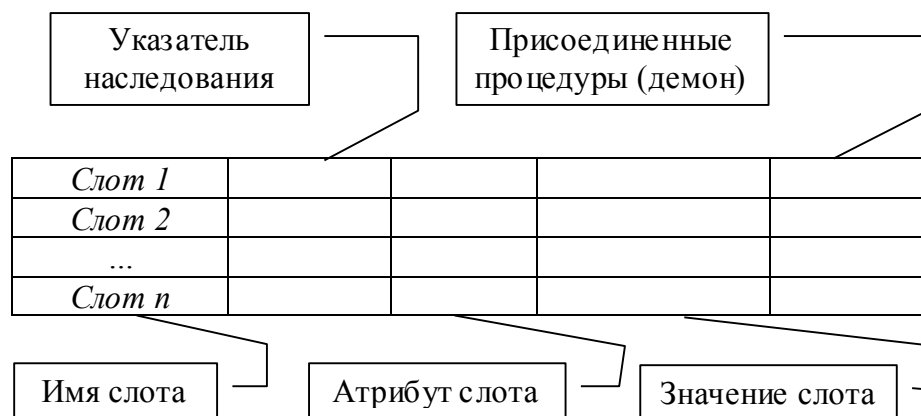 Указатель
наследования
Присоединенные
процедуры (демон)
Слот 1
Слот 2
...
Слот n
Имя слота
Атрибут слота
Значение слота